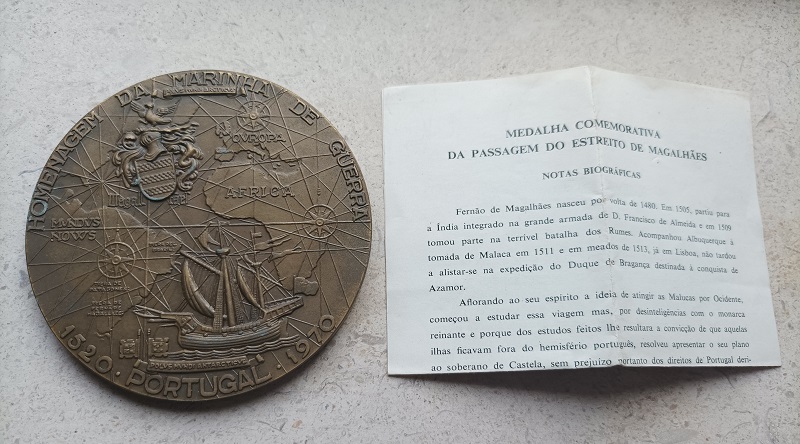 HOMENAGEM DA MARINHA DE GUERRA
EVROPA
AFRICA
MVNDVS
NOWS
POLVS MVNDI ANTARCTICVS
1520 · PORTUGAL · 1970
MEDALHA COMEMORATIVA
DA PASSAGEM DO ESTREITO DE MAGALHÃES
NOTAS BIOGRÁFICAS
Fernão de Magalhães nasceu por volta de 1480. Em 1505, partiu para
a Índia integrado na grande armada de D. Francisco de Almeida e em 1509
tomou parte na terrível batalha dos Rumes. Acompanhou Albuquerque à
tomada de Malaca em 1511 e em meados de 1513, já em Lisboa, não tardou
a alistar-se na expedição do Duque de Bragança destinada à conquista de
Azamor.
Aflorando ao seu espírito a ideia de atingir as Malucas por Ocidente,
começou a estudar essa viagem mas, por desinteligências com o monarca
reinante e porque dos estudos feitos lhe resultara a convicção de que aquelas
ilhas ficavam fora do hemisfério português, resolveu apresentar o seu plano
ao soberano de Castela, sem prejuízo portanto dos direitos de Portugal deri-